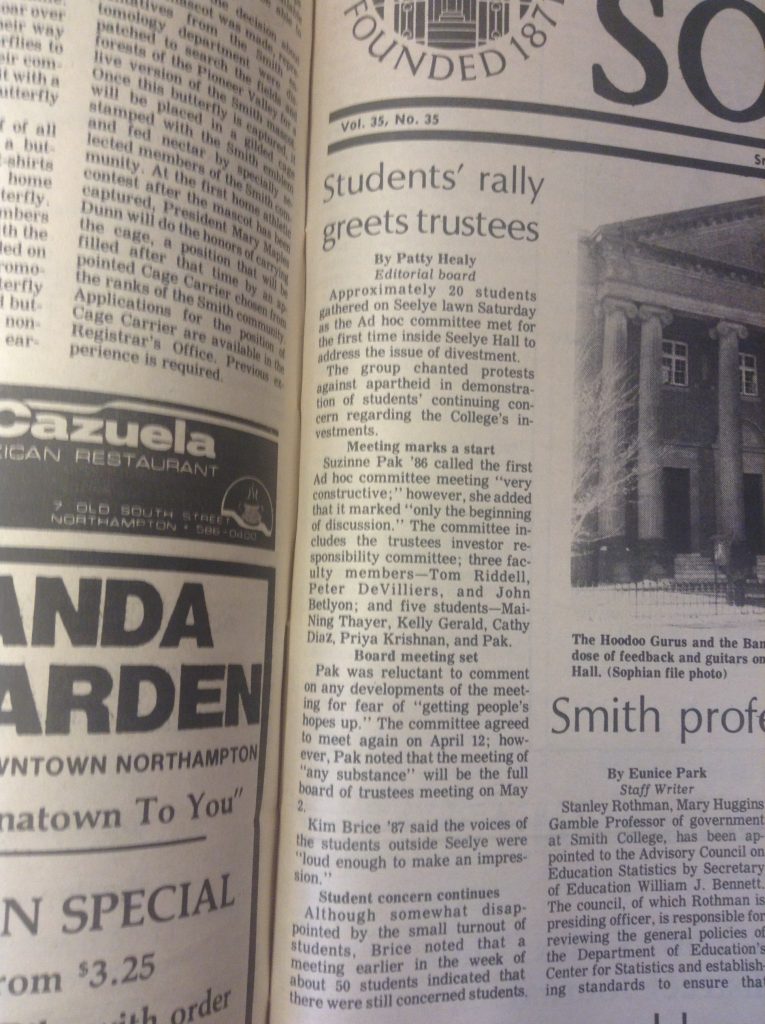 ascot was made, repre-
natives from the Smith
tomology department were dis-
patched to search the fields and
forests of the Pioneer Valley for a
live version of the Smith mascot
Once this butterfly is captured, it
will be placed in a gilded cage
stamped with the Smith emblem
and fed nectar by specially se-
lected members of the Smith com-
munity. At the first home athletic
contest after the mascot has been
captured, President Mary Maples
Dunn will do the honors of carrying
the cage, a position that will be
filled after that time by an ap-
pointed Cage Carrier chosen from
the ranks of the Smith community
Applications for the position of
Cage Carrier are available in the
Registrar's Office. Previous ex-
perience is required.
Cazuela
ICAN RESTAURANT
7 OLD SOUTH STREET
NORTHAMPTON • 586-0400
ANDA
ARDEN
WNTOWN NORTHAMPTON
natown To You"
N SPECIAL
rom $3.25
with order
FOUNDED 1871
SO
Vol. 35, No. 35
Students' rally
greets trustees
By Patty Healy
Editorial board
Approximately 20 students
gathered on Seelye lawn Saturday
as the Ad hoc committee met for
the first time inside Seelye Hall to
address the issue of divestment.
The group chanted protests
against apartheid in demonstra-
tion of students' continuing con-
cern regarding the College's in-
vestments.
Meeting marks a start
Suzinne Pak '86 called the first
Ad hoc committee meeting "very
constructive;" however, she added
that it marked "only the beginning
of discussion." The committee in-
cludes the trustees investor re-
sponsibility committee; three fac-
ulty members—Tom Riddell,
Peter DeVilliers, and John
Betlyon; and five students—Mai-
Ning Thayer, Kelly Gerald, Cathy
Diaz, Priya Krishnan, and Pak.
Board meeting set
Pak was reluctant to comment
on any developments of the meet-
ing for fear of "getting people's
hopes up." The committee agreed
to meet again on April 12; how-
ever, Pak noted that the meeting of
"any substance" will be the full
board of trustees meeting on May
2.
Kim Brice '87 said the voices of
the students outside Seelye were
"loud enough to make an impres-
sion."
Student concern continues
Although somewhat disap-
pointed by the small turnout of
students, Brice noted that a
meeting earlier in the week of
about 50 students indicated that
there were still concerned students.
The Hoodoo Gurus and the Ban
dose of feedback and guitars on
Hall. (Sophian file photo)
Smith profe
By Eunice Park
Staff Writer
Stanley Rothman, Mary Huggins
Gamble Professor of government
at Smith College, has been ap-
pointed to the Advisory Council on
Education Statistics by Secretary
of Education William J. Bennett.
The council, of which Rothman is
presiding officer, is responsible for
reviewing the general policies of
the Department of Education's
Center for Statistics and establish-
ing standards to ensure that